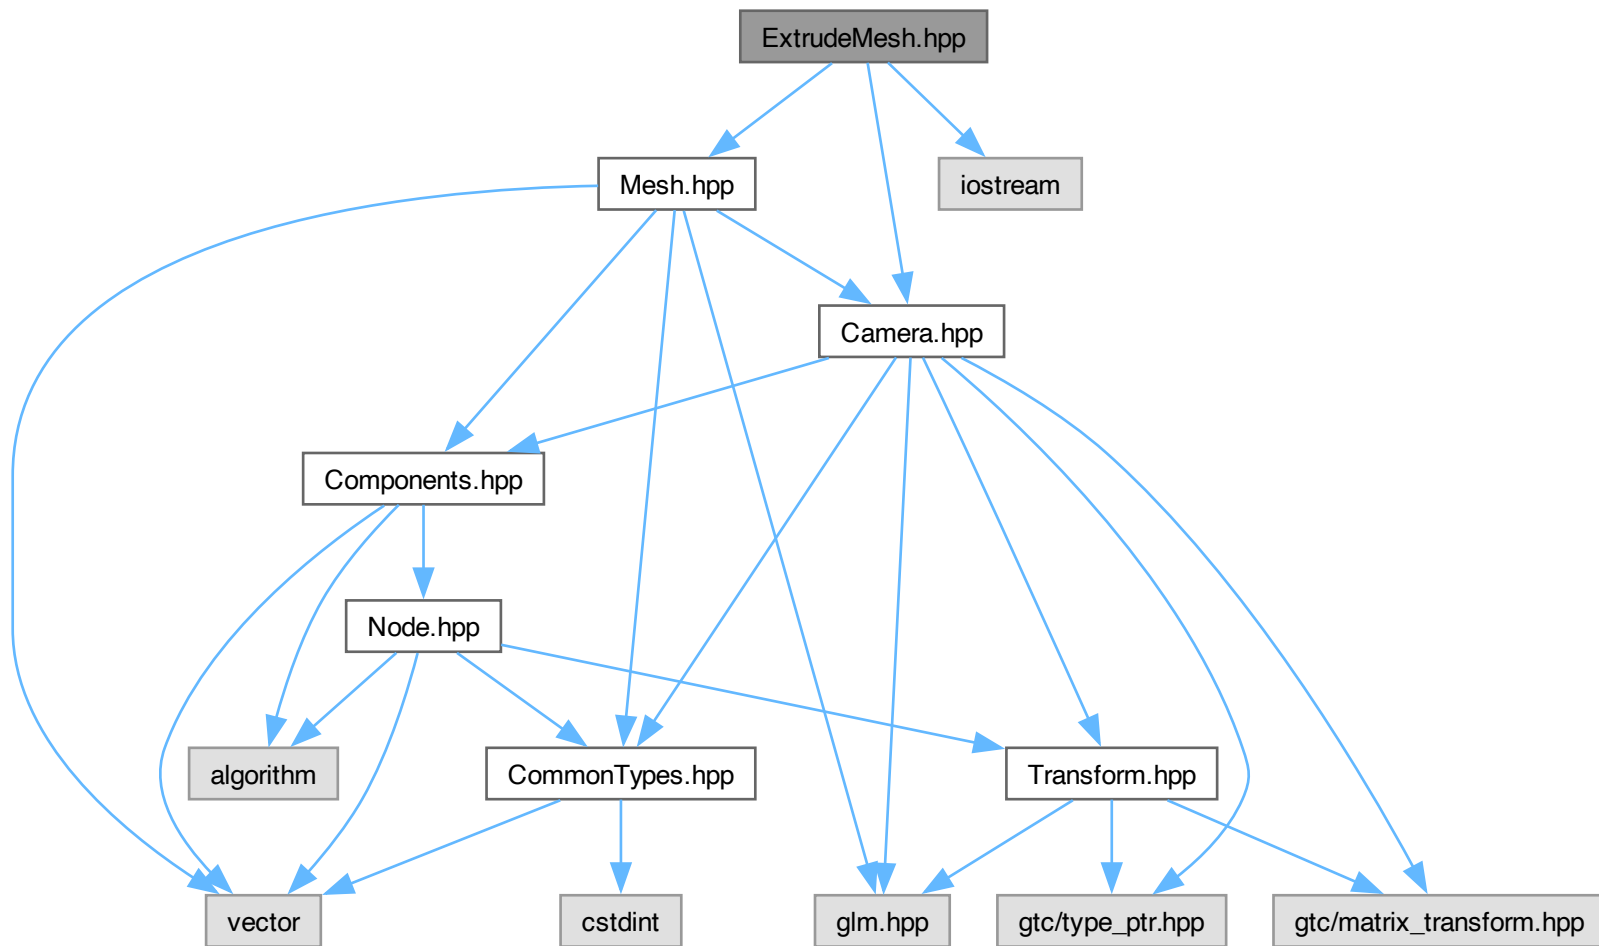 ExtrudeMesh.hpp
Mesh.hpp
iostream
Camera.hpp
Components.hpp
Node.hpp
algorithm
CommonTypes.hpp
Transform.hpp
vector
cstdint
glm.hpp
gtc/type_ptr.hpp
gtc/matrix_transform.hpp